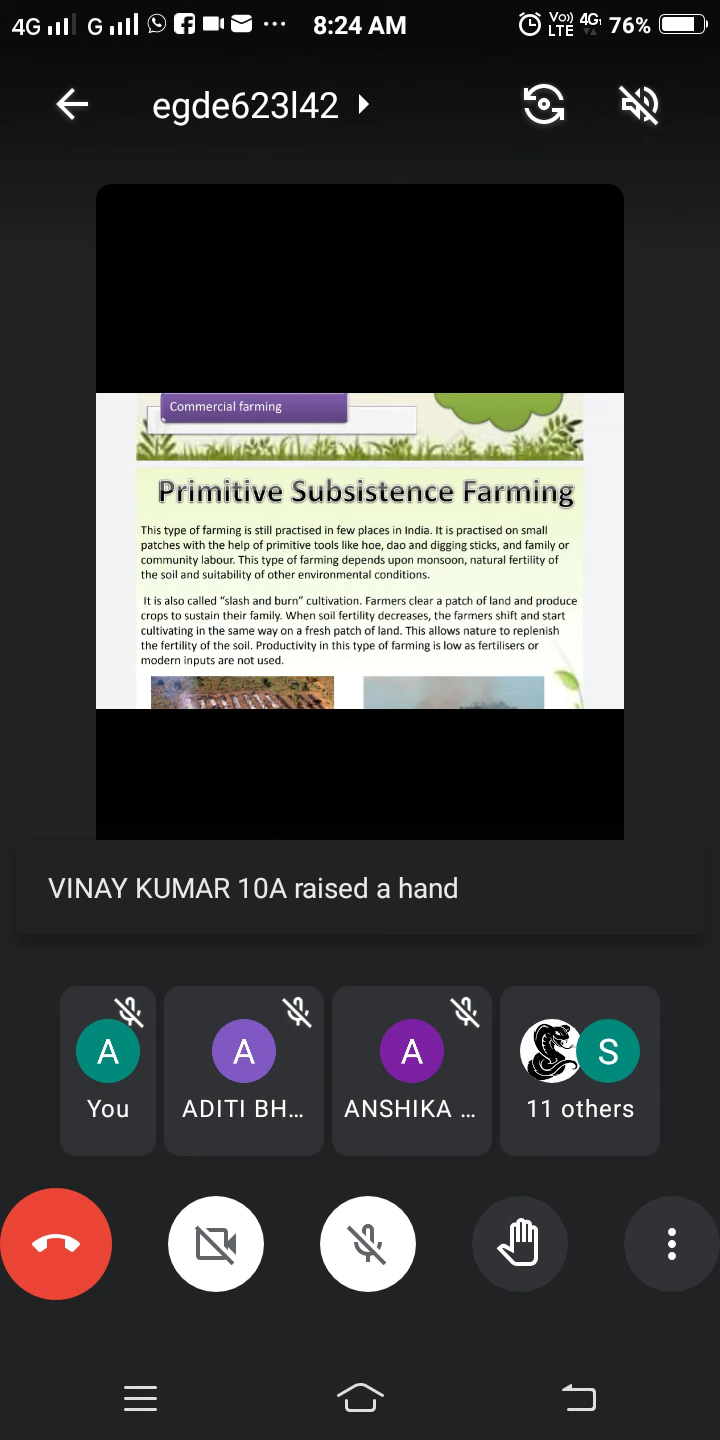 4G G 8:24 AM Vo)) LTE 4G 76%
egde623l42
Commercial farming
Primitive Subsistence Farming
This type of farming is still practised in few places in India. It is practised on small
patches with the help of primitive tools like hoe, dao and digging sticks, and family or
community labour. This type of farming depends upon monsoon, natural fertility of
the soil and suitability of other environmental conditions.
It is also called “slash and burn” cultivation. Farmers clear a patch of land and produce
crops to sustain their family. When soil fertility decreases, the farmers shift and start
cultivating in the same way on a fresh patch of land. This allows nature to replenish
the fertility of the soil. Productivity in this type of farming is low as fertilisers or
modern inputs are not used.
VINAY KUMAR 10A raised a hand
A A A S
You ADITI BH... ANSHIKA ... 11 others